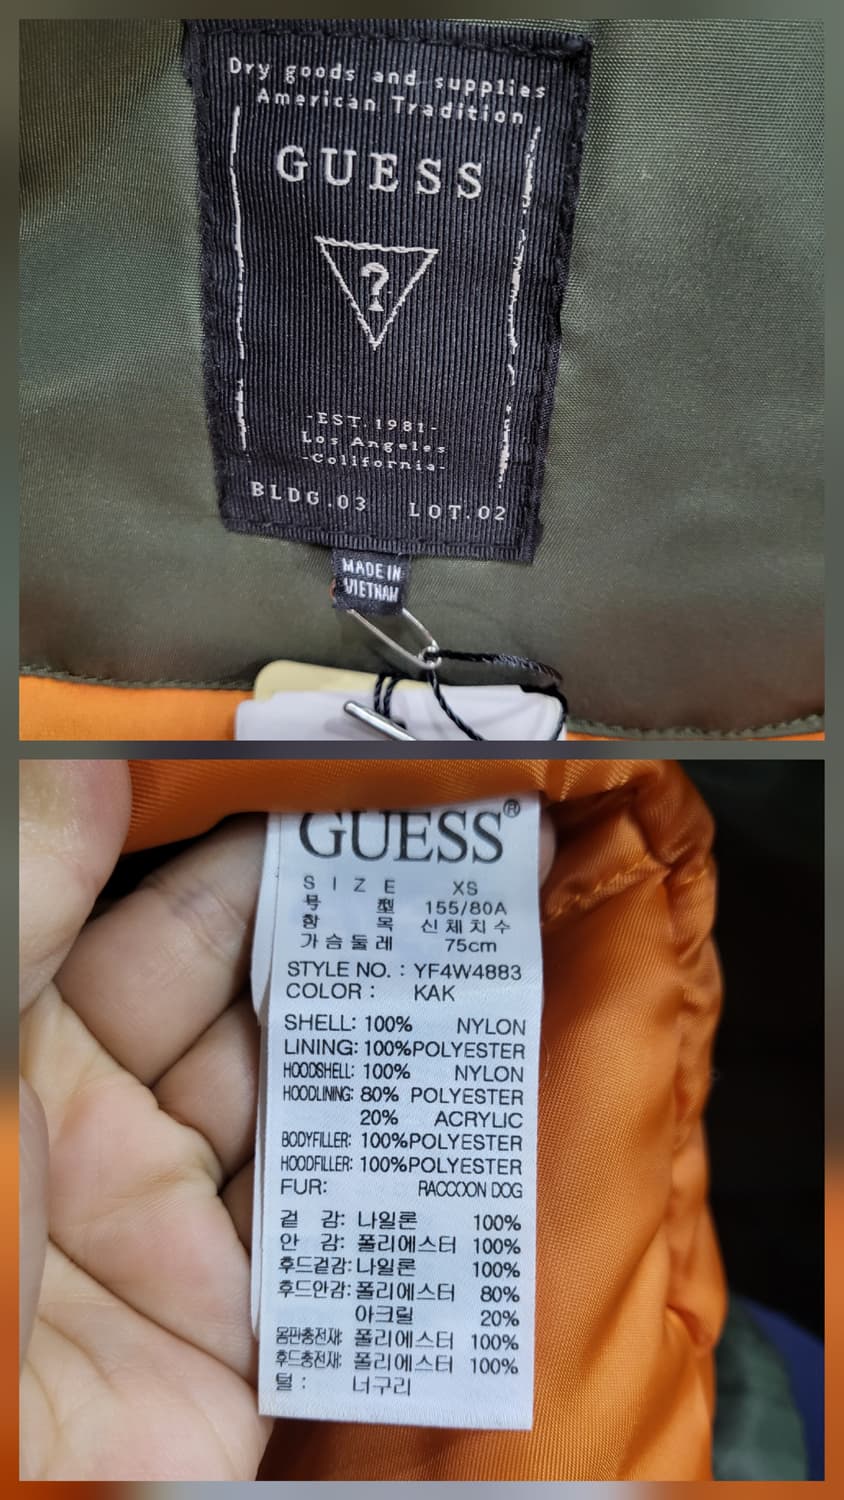 Dry goods and supplies
American Tradition
GUESS
?
-EST.1981-
Los Angeles
-Collfornia-
BLDG.03 LOT.02
MADE IN
VIETNAM
GUESS®
SIZE XS
号 型 155/80A
항 목 신체치수
가슴둘레 75cm
STYLE NO. : YF4W4883
COLOR : KAK
SHELL: 100% NYLON
LINING: 100% POLYESTER
HOODSHELL: 100% NYLON
HOODLINING: 80% POLYESTER
20% ACRYLIC
BODYFILLER: 100% POLYESTER
HOODFILLER: 100% POLYESTER
FUR: RACCOON DOG
겉 감: 나일론 100%
안 감: 폴리에스터 100%
후드겉감: 나일론 100%
후드안감: 폴리에스터 80%
아크릴 20%
몸판충전재: 폴리에스터 100%
후드충전재: 폴리에스터 100%
털 : 너구리